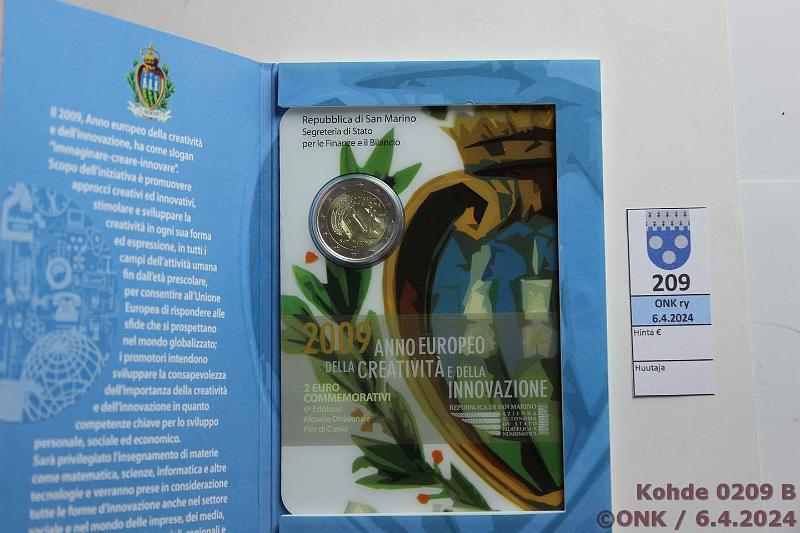 Il 2009, Anno europeo della creatività
e dell'innovazione, ha come slogan
"immaginare-creare-innovare".
Scopo dell'iniziativa è promuovere
approcci creativi ed innovativi,
stimolare e sviluppare la
creatività in ogni sua forma
ed espressione, in tutti i
campi dell'attività umana
fin dall'età prescolare,
per consentire all'Unione
Europea di rispondere alle
sfide che si prospettano
nel mondo globalizzato;
i promotori intendono
sviluppare la consapevolezza
dell'importanza della creatività
e dell'innovazione in quanto
competenze chiave per lo sviluppo
personale, sociale ed economico.
Sarà privilegiato l'insegnamento di materie
come matematica, scienze, informatica e altre
tecnologie e verranno prese in considerazione
tutte le forme d'innovazione anche nel settore
sociale e nel mondo delle imprese, dei media,
Repubblica di San Marino
Segreteria di Stato
per le Finanze e il Bilancio
2009 ANNO EUROPEO
DELLA CREATIVITÀ E DELLA
INNOVAZIONE
2 EURO
COMMEMORATIVI
6ª Edizione
Moneta Divisionale
Fior di Conio
REPUBBLICA DI SAN MARINO
AZIENDA
AUTONOMA
DI STATO
FILATELICA E
NUMISMATICA
209
ONK ry
6.4.2024
Hinta €
Huutaja
Kohde 0209 B
©ONK / 6.4.2024